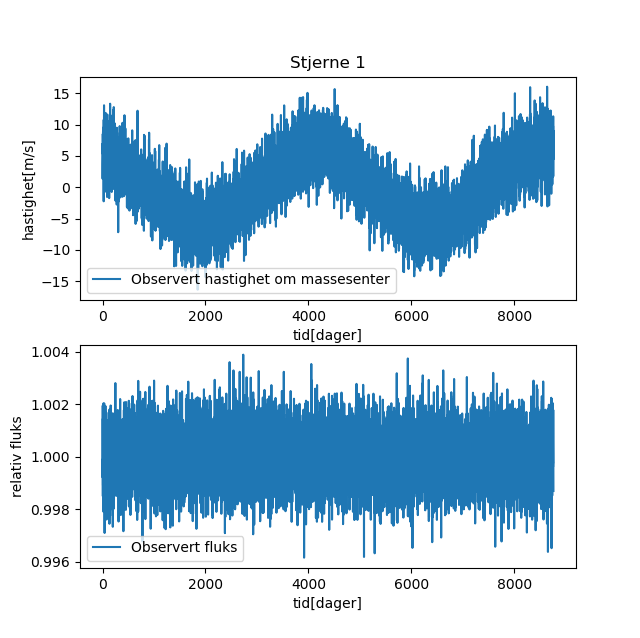 Stjerne 1
hastighet[m/s]
15
10
5
0
−5
−10
−15
Observert hastighet om massesenter
0 2000 4000 6000 8000
tid[dager]
relativ fluks
1.004
1.002
1.000
0.998
0.996
Observert fluks
0 2000 4000 6000 8000
tid[dager]